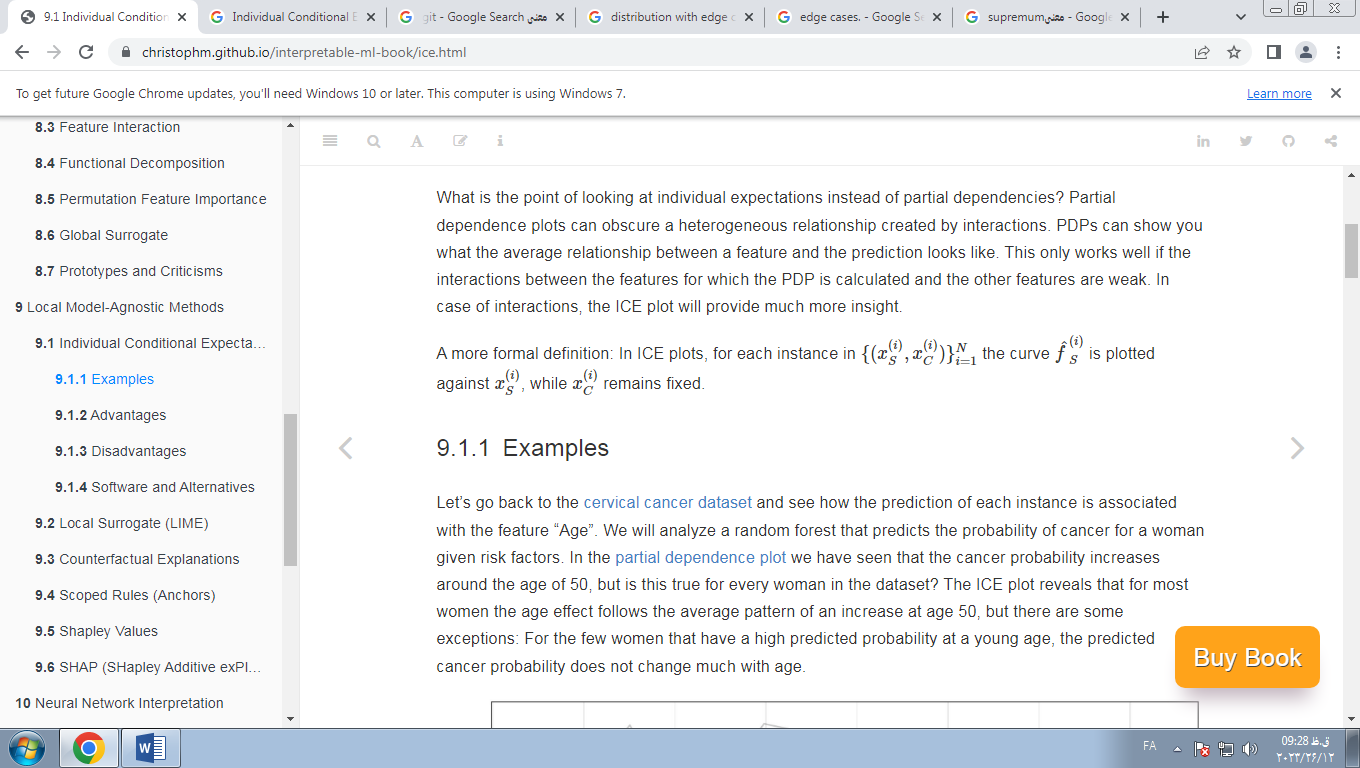 9.1 Individual Condition
Individual Conditional E
git - Google Search معنی
distribution with edge c
edge cases. - Google Se
supremumمعنی - Google
christophm.github.io/interpretable-ml-book/ice.html
To get future Google Chrome updates, you'll need Windows 10 or later. This computer is using Windows 7.
Learn more
8.3 Feature Interaction
8.4 Functional Decomposition
8.5 Permutation Feature Importance
8.6 Global Surrogate
8.7 Prototypes and Criticisms
9 Local Model-Agnostic Methods
9.1 Individual Conditional Expecta…
9.1.1 Examples
9.1.2 Advantages
9.1.3 Disadvantages
9.1.4 Software and Alternatives
9.2 Local Surrogate (LIME)
9.3 Counterfactual Explanations
9.4 Scoped Rules (Anchors)
9.5 Shapley Values
9.6 SHAP (SHapley Additive exPl…
10 Neural Network Interpretation
What is the point of looking at individual expectations instead of partial dependencies? Partial
dependence plots can obscure a heterogeneous relationship created by interactions. PDPs can show you
what the average relationship between a feature and the prediction looks like. This only works well if the
interactions between the features for which the PDP is calculated and the other features are weak. In
case of interactions, the ICE plot will provide much more insight.
A more formal definition: In ICE plots, for each instance in {(x_S^(i), x_C^(i))}_{i=1}^N the curve f̂_S^(i) is plotted
against x_S^(i), while x_C^(i) remains fixed.
9.1.1 Examples
Let's go back to the cervical cancer dataset and see how the prediction of each instance is associated
with the feature “Age”. We will analyze a random forest that predicts the probability of cancer for a woman
given risk factors. In the partial dependence plot we have seen that the cancer probability increases
around the age of 50, but is this true for every woman in the dataset? The ICE plot reveals that for most
women the age effect follows the average pattern of an increase at age 50, but there are some
exceptions: For the few women that have a high predicted probability at a young age, the predicted
cancer probability does not change much with age.
Buy Book
FA
09:28 ق.ظ
۲۰۲۳/۲۶/۱۲